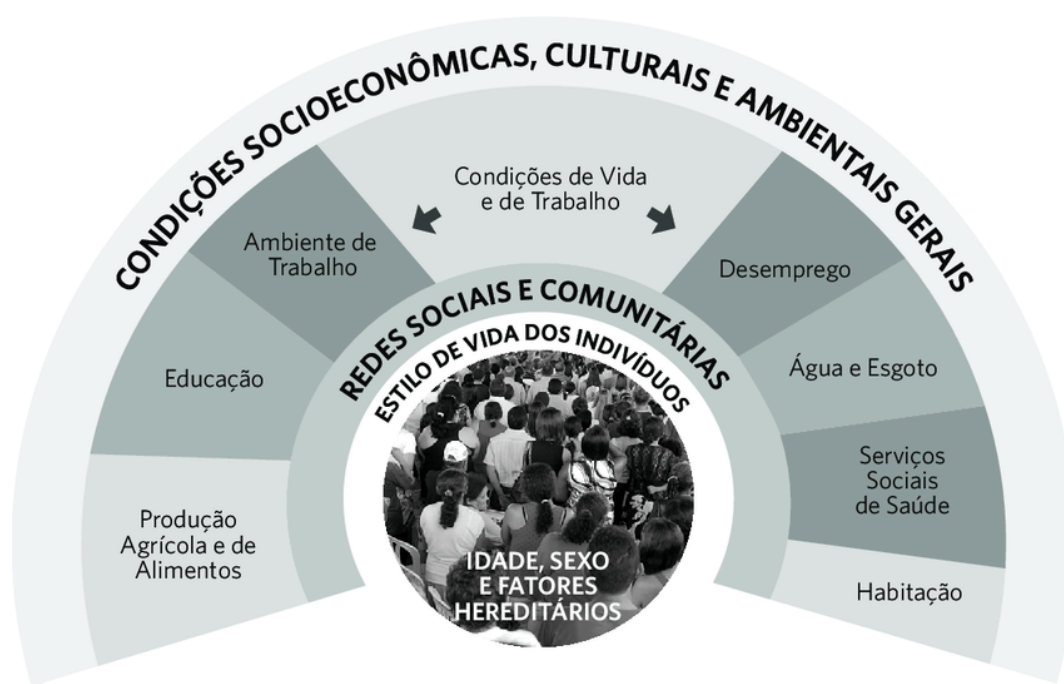 CONDIÇÕES SOCIOECONÔMICAS, CULTURAIS E AMBIENTAIS GERAIS
Condições de Vida
e de Trabalho
Ambiente de
Trabalho
Desemprego
Educação
Água e Esgoto
Produção
Agrícola e de
Alimentos
Serviços
Sociais
de Saúde
Habitação
REDES SOCIAIS E COMUNITÁRIAS
ESTILO DE VIDA DOS INDIVÍDUOS
IDADE, SEXO
E FATORES
HEREDITÁRIOS